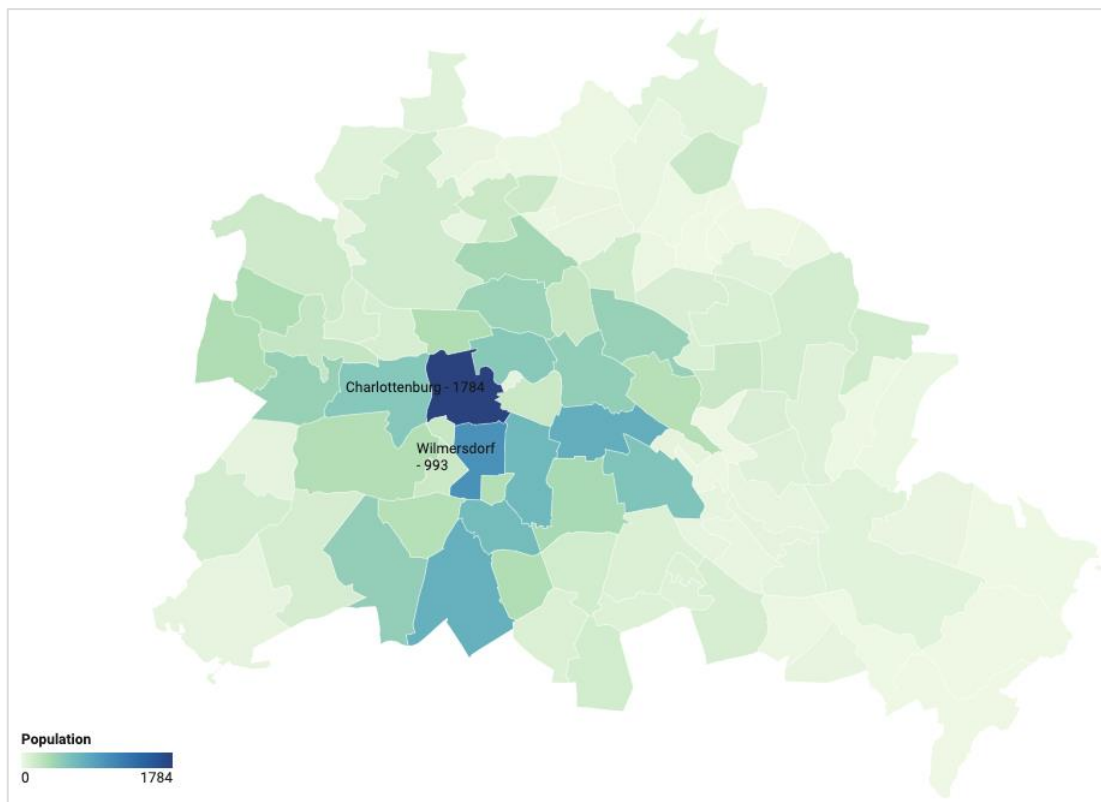 Charlottenburg - 1784
Wilmersdorf
- 993
Population
0 1784